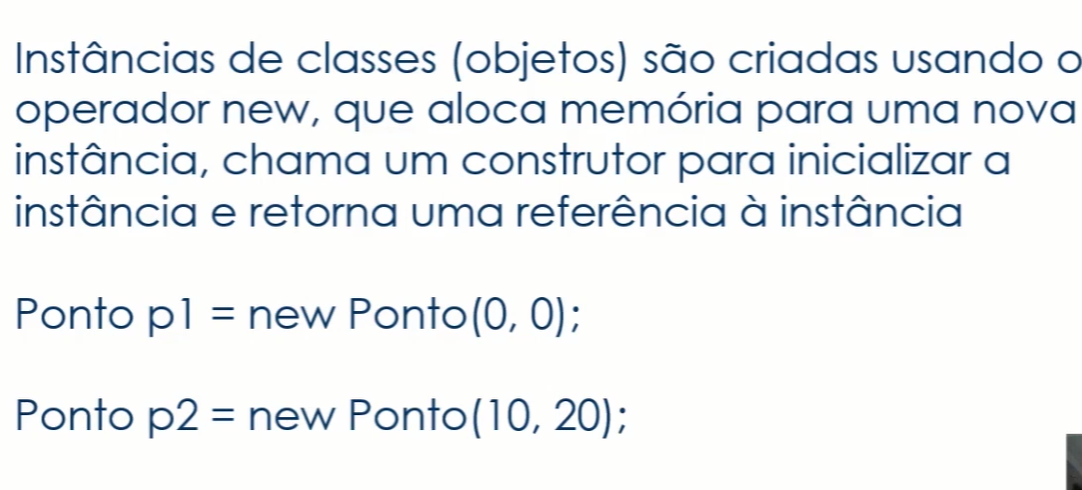 Instâncias de classes (objetos) são criadas usando o
operador new, que aloca memória para uma nova
instância, chama um construtor para inicializar a
instância e retorna uma referência à instância
Ponto p1 = new Ponto(0, 0);
Ponto p2 = new Ponto(10, 20);